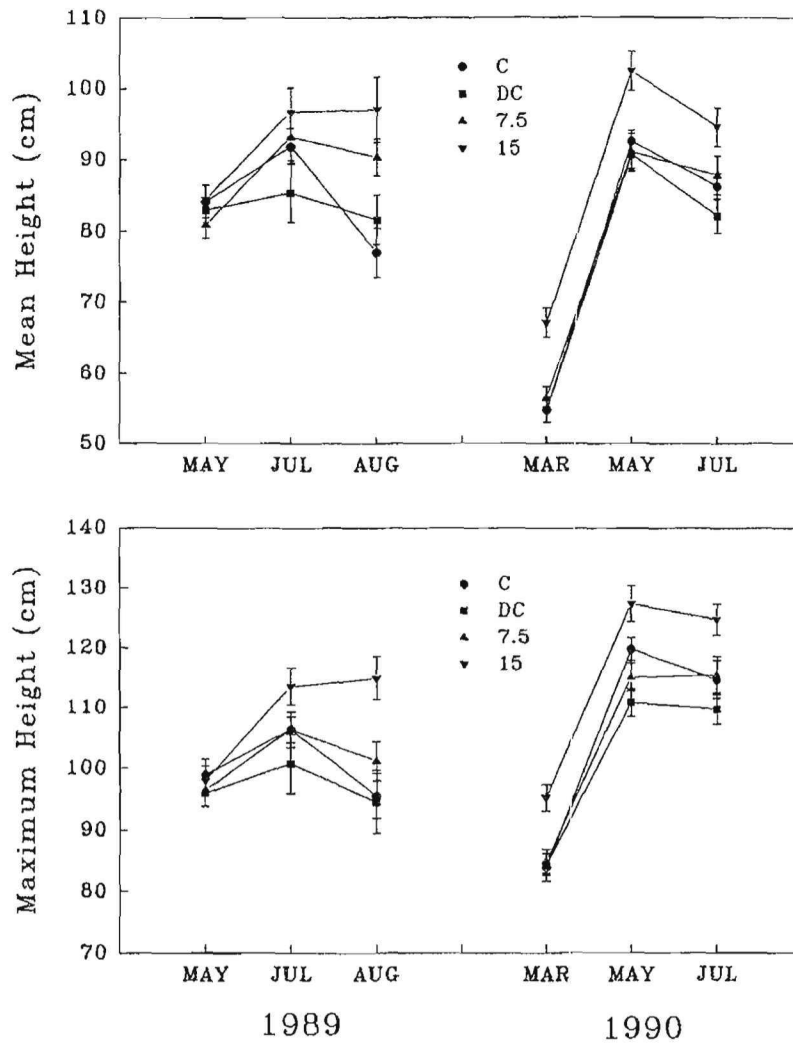 110
100
90
80
70
60
50
Mean Height (cm)
C
DC
7.5
15
MAY JUL AUG MAR MAY JUL
140
130
120
110
100
90
80
70
Maximum Height (cm)
C
DC
7.5
15
MAY JUL AUG MAR MAY JUL
1989 1990